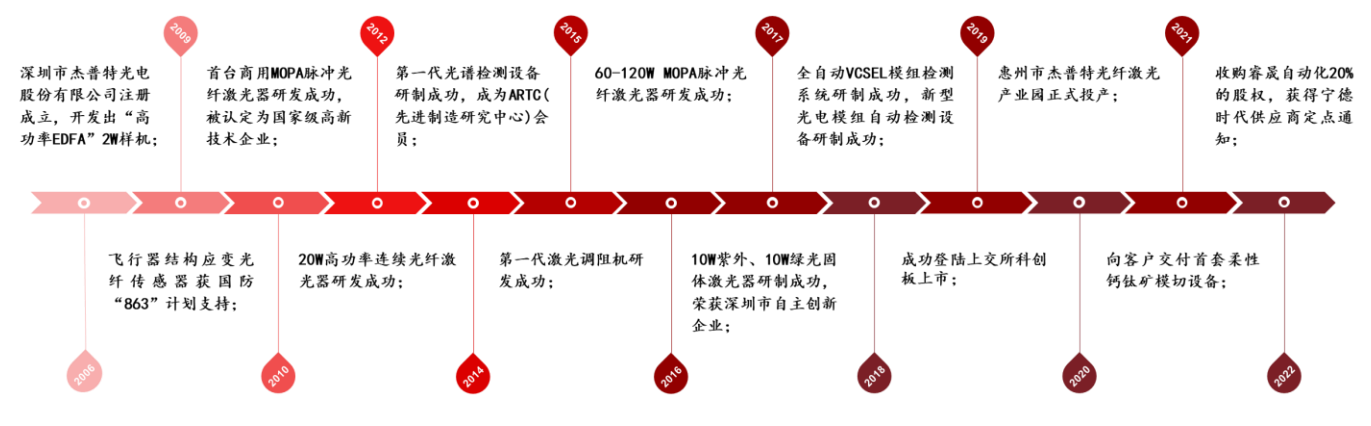 2009
2012
2015
2017
2019
2021
深圳市杰普特光电
股份有限公司注册
成立，开发出“高
功率EDFA”2W样机；
首台商用MOPA脉冲光
纤激光器研发成功，
被认定为国家级高新
技术企业；
第一代光谱检测设备
研制成功，成为ARTC(
先进制造研究中心)会
员；
60-120W MOPA脉冲光
纤激光器研发成功；
全自动VCSEL模组检测
系统研制成功，新型
光电模组自动检测设
备研制成功；
惠州市杰普特光纤激光
产业园正式投产；
收购睿晟自动化20%
的股权，获得宁德
时代供应商定点通
知；
飞行器结构应变光
纤传感器获国防
“863”计划支持；
20W高功率连续光纤激
光器研发成功；
第一代激光调阻机研
发成功；
10W紫外、10W绿光固
体激光器研制成功，
荣获深圳市自主创新
企业；
成功登陆上交所科创
板上市；
向客户交付首套柔性
钙钛矿模切设备；
2006
2010
2014
2016
2018
2020
2022